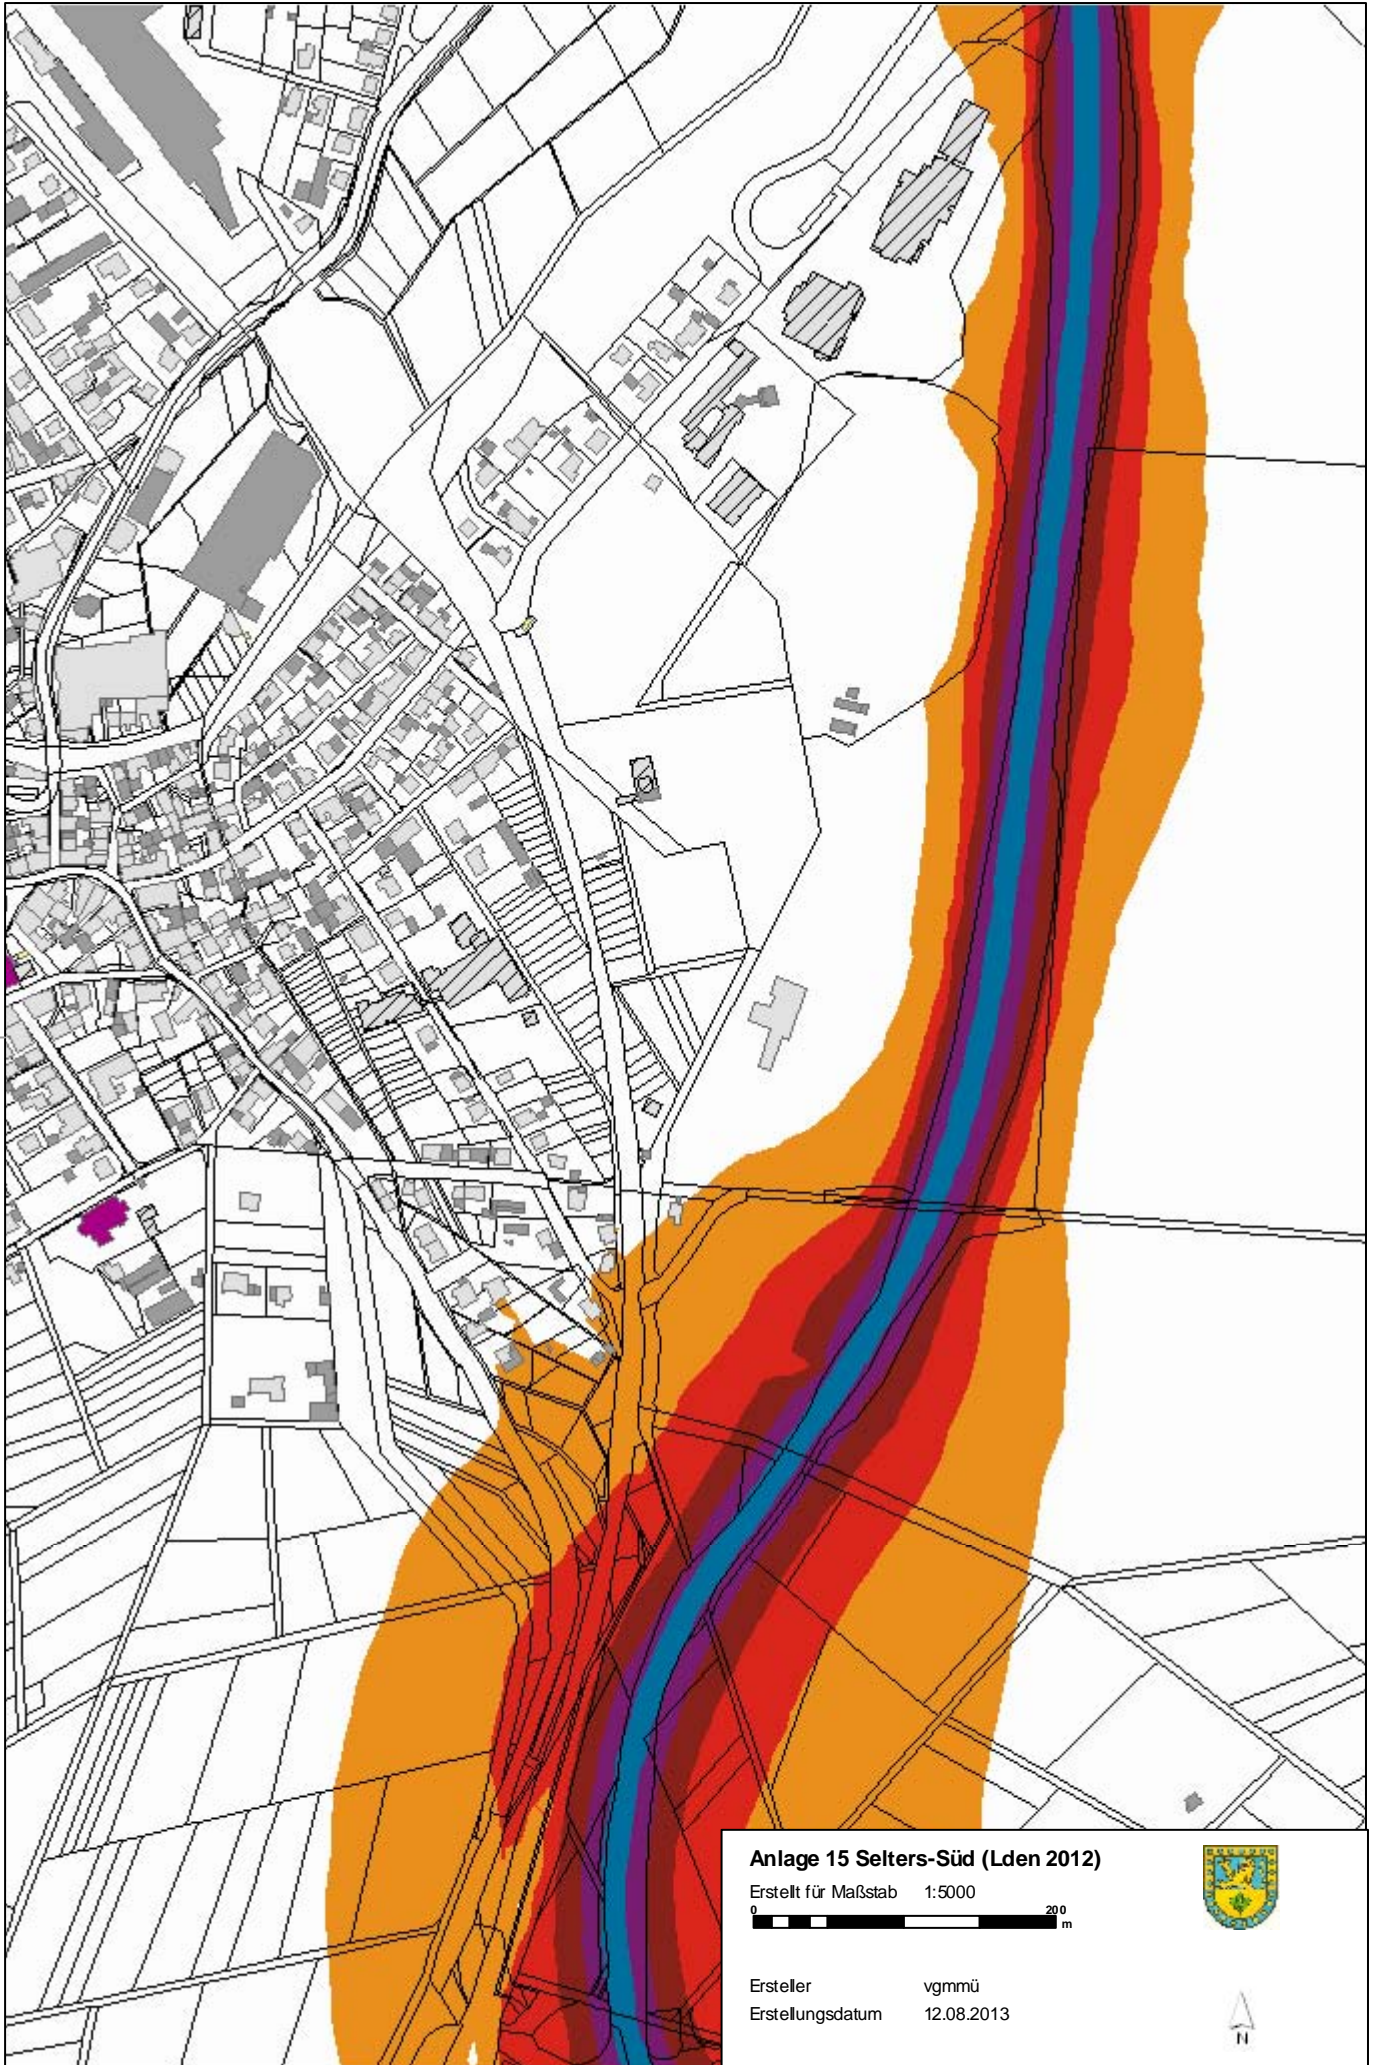 Anlage 15 Selters-Süd (Lden 2012)
Erstellt für Maßstab 1:5000
0 200
m
Ersteller vgmmü
Erstellungsdatum 12.08.2013
N